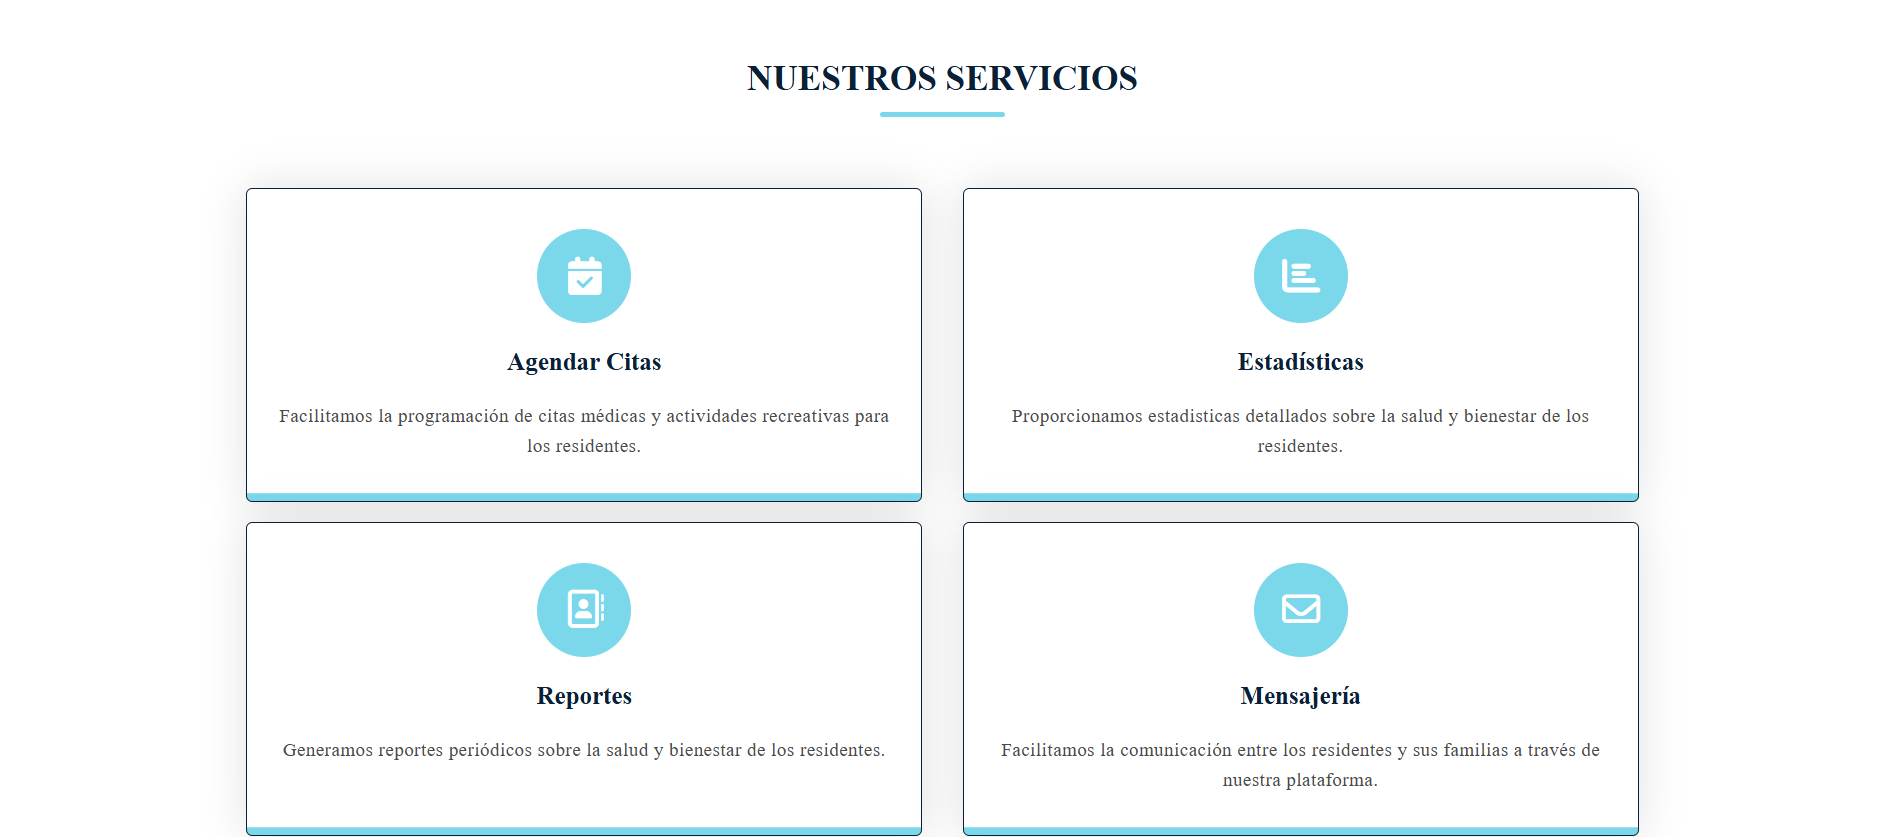 NUESTROS SERVICIOS
Agendar Citas
Facilitamos la programación de citas médicas y actividades recreativas para
los residentes.
Estadísticas
Proporcionamos estadisticas detallados sobre la salud y bienestar de los
residentes.
Reportes
Generamos reportes periódicos sobre la salud y bienestar de los residentes.
Mensajería
Facilitamos la comunicación entre los residentes y sus familias a través de
nuestra plataforma.